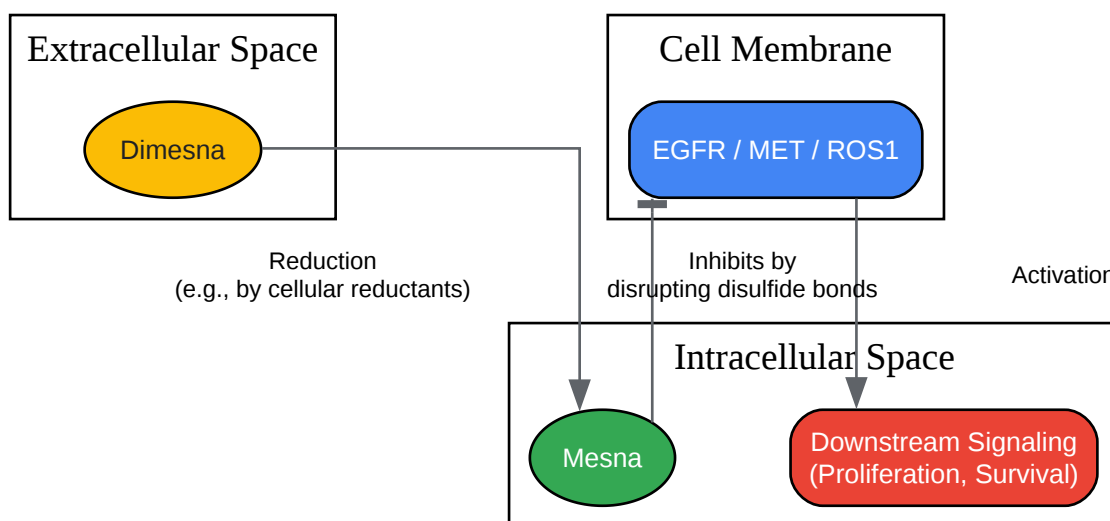 Extracellular Space
Cell Membrane
Dimesna
EGFR / MET / ROS1
Reduction
(e.g., by cellular reductants)
Inhibits by
disrupting disulfide bonds
Activation
Intracellular Space
Mesna
Downstream Signaling
(Proliferation, Survival)